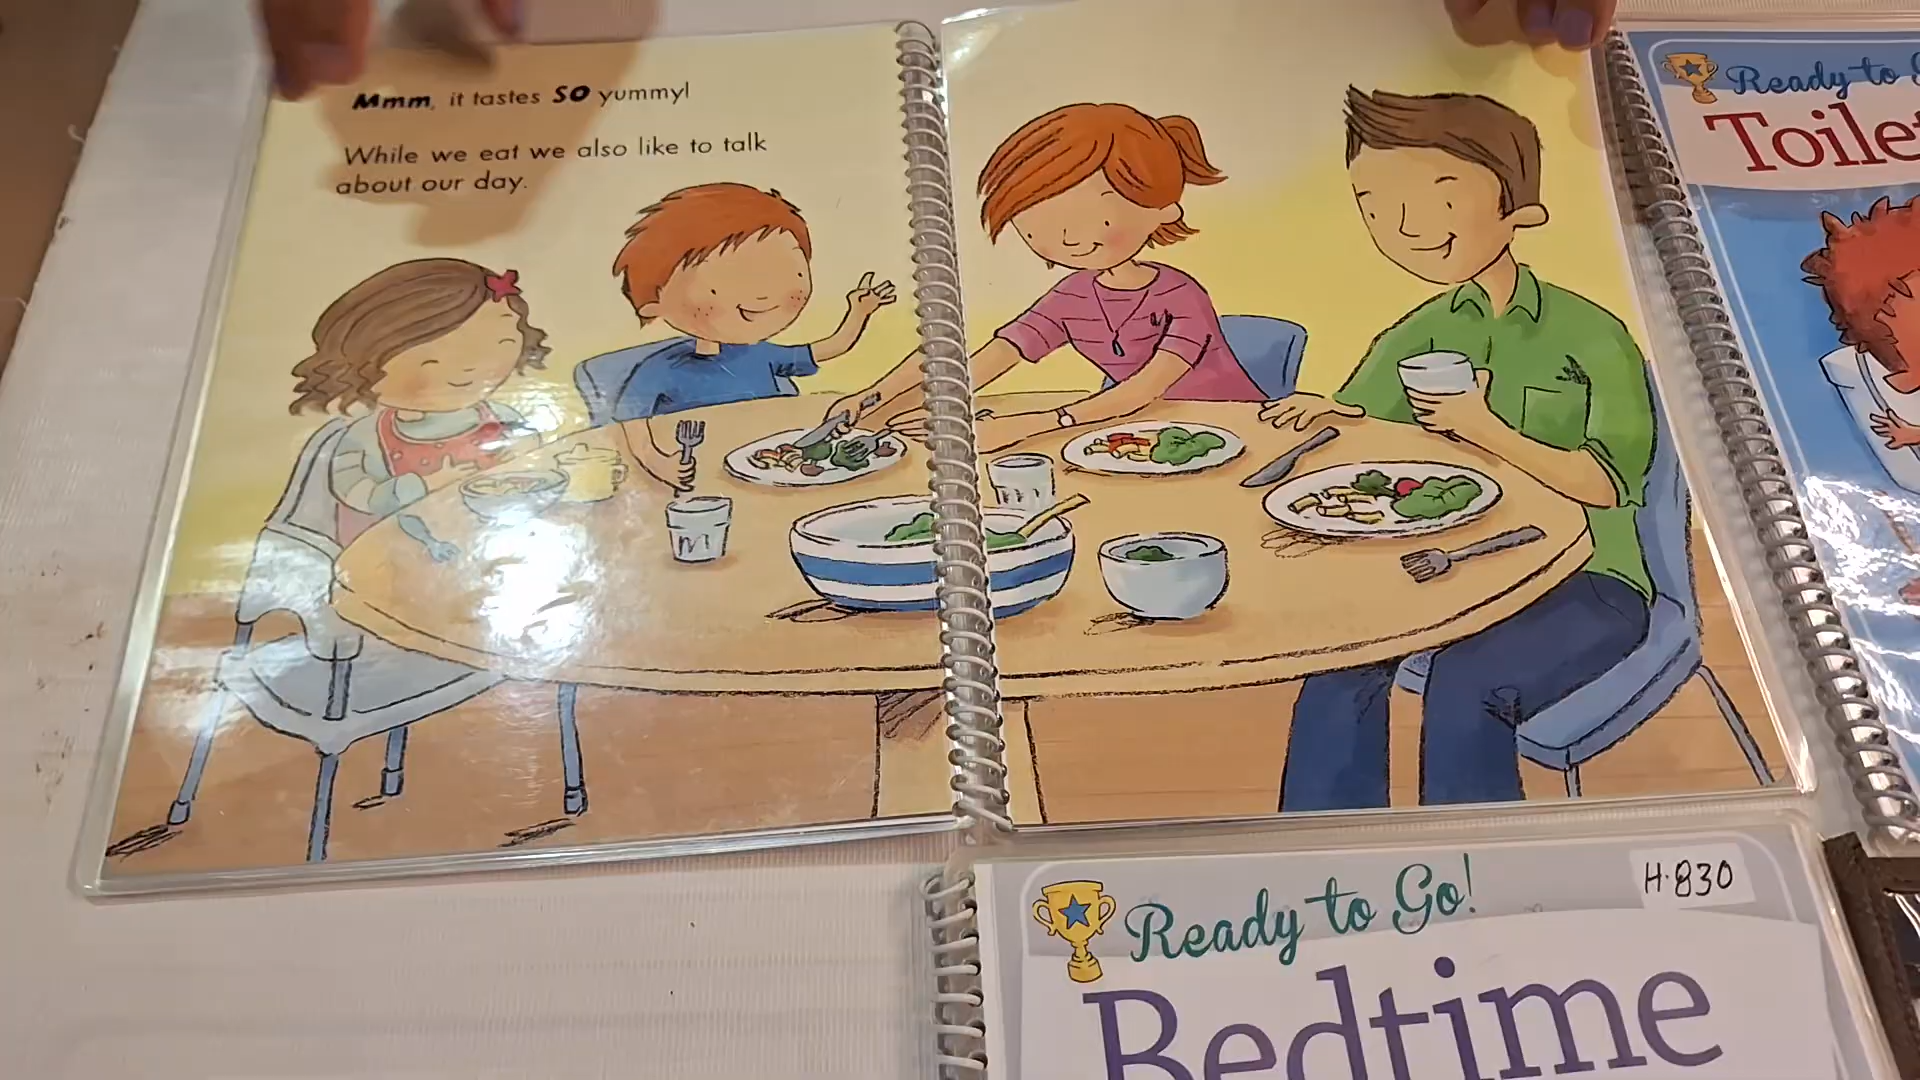 Mmm, it tastes SO yummy!
While we eat we also like to talk
about our day.
Ready to
Toile
Ready to Go!
H-830
Bedtime